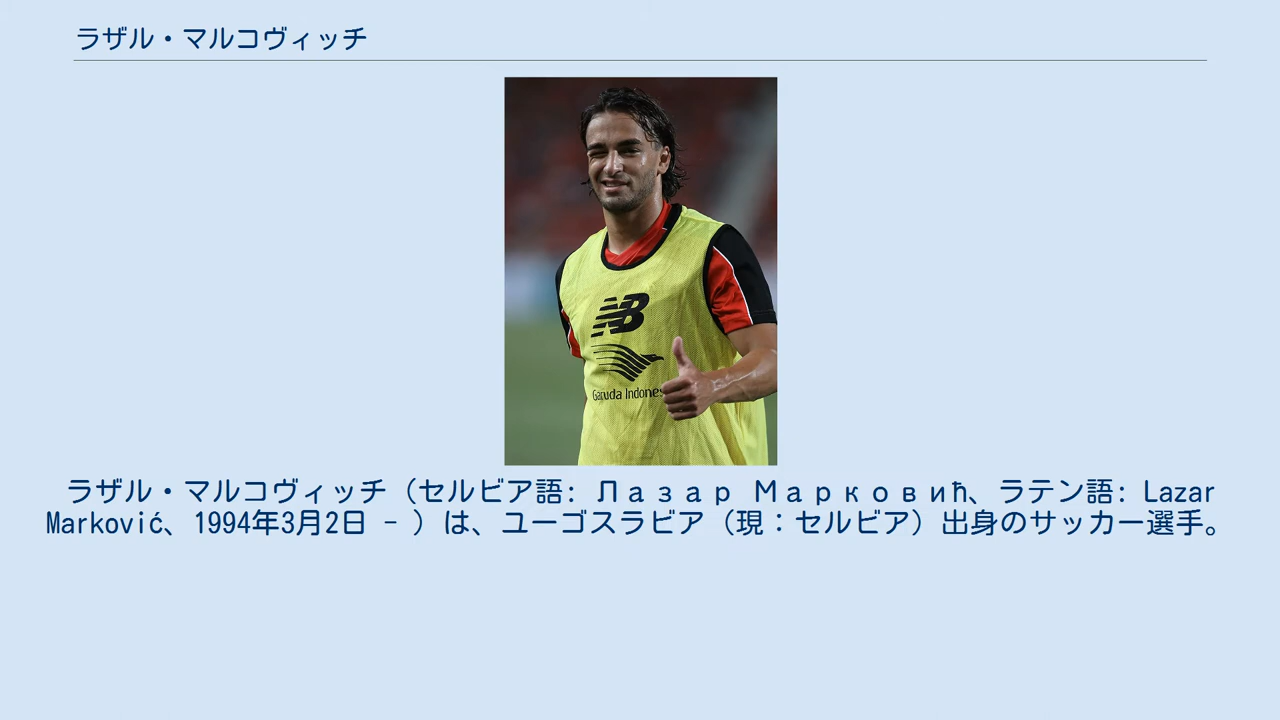 ラザル・マルコヴィッチ
NB
Garuda Indones
ラザル・マルコヴィッチ（セルビア語: Лазар Марковић、ラテン語: Lazar
Marković、1994年3月2日 - ）は、ユーゴスラビア（現：セルビア）出身のサッカー選手。